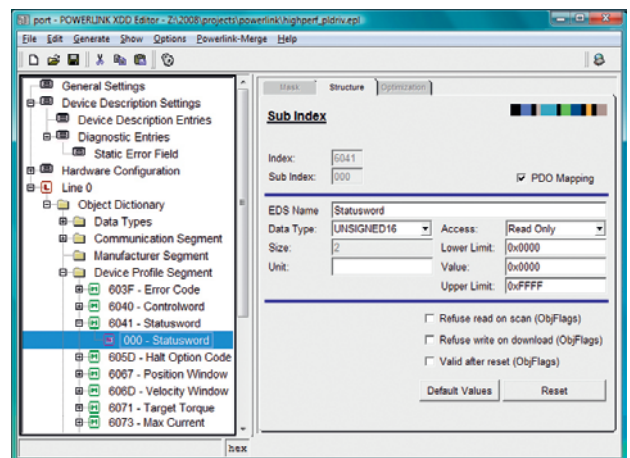 port - POWERLINK XDD Editor - Z:\2008\projects\powerlink\highperf_pldriv.epl
File Edit Generate Show Options Powerlink-Merge Help
General Settings
Device Description Settings
Device Description Entries
Diagnostic Entries
Static Error Field
Hardware Configuration
Line 0
Object Dictionary
Data Types
Communication Segment
Manufacturer Segment
Device Profile Segment
603F - Error Code
6040 - Controlword
6041 - Statusword
000 - Statusword
605D - Halt Option Code
6067 - Position Window
606D - Velocity Window
6071 - Target Torque
6073 - Max Current
Mask Structure Optimization
Sub Index
Index: 6041
Sub Index: 000 PDO Mapping
EDS Name Statusword
Data Type: UNSIGNED16 Access: Read Only
Size: 2 Lower Limit: 0x0000
Unit: Value: 0x0000
Upper Limit: 0xFFFF
Refuse read on scan (ObjFlags)
Refuse write on download (ObjFlags)
Valid after reset (ObjFlags)
Default Values Reset
hex